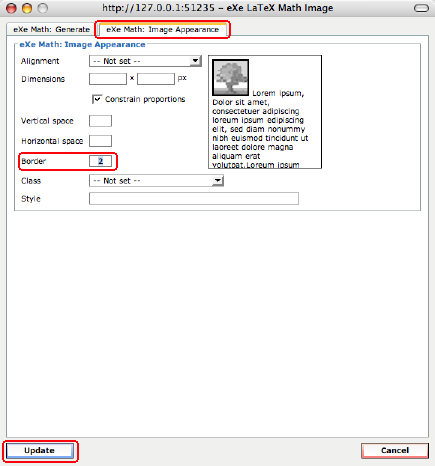 http://127.0.0.1:51235 – eXe LaTeX Math Image
eXe Math: Generate
eXe Math: Image Appearance
eXe Math: Image Appearance
Alignment
-- Not set --
Dimensions
x
px
Constrain proportions
Vertical space
Horizontal space
Border
2
Class
-- Not set --
Style
Lorem ipsum,
Dolor sit amet,
consectetuer adipiscing
loreum ipsum edipiscing
elit, sed diam nonummy
nibh euismod tincidunt ut
laoreet dolore magna
aliquam erat
volutpat.Loreum ipsum
Update
Cancel